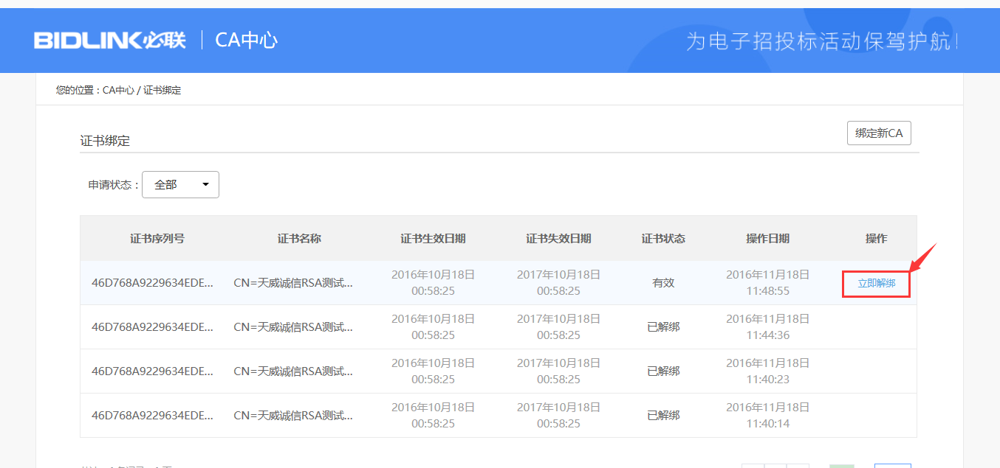 BIDLINK必联 CA中心
为电子招投标活动保驾护航!
您的位置：CA中心 / 证书绑定
证书绑定
绑定新CA
申请状态： 全部
证书序列号 证书名称 证书生效日期 证书失效日期 证书状态 操作日期 操作
46D768A9229634EDE... CN=天威诚信RSA测试... 2016年10月18日 00:58:25 2017年10月18日 00:58:25 有效 2016年11月18日 11:48:55 立即解绑
46D768A9229634EDE... CN=天威诚信RSA测试... 2016年10月18日 00:58:25 2017年10月18日 00:58:25 已解绑 2016年11月18日 11:44:36
46D768A9229634EDE... CN=天威诚信RSA测试... 2016年10月18日 00:58:25 2017年10月18日 00:58:25 已解绑 2016年11月18日 11:40:23
46D768A9229634EDE... CN=天威诚信RSA测试... 2016年10月18日 00:58:25 2017年10月18日 00:58:25 已解绑 2016年11月18日 11:40:14